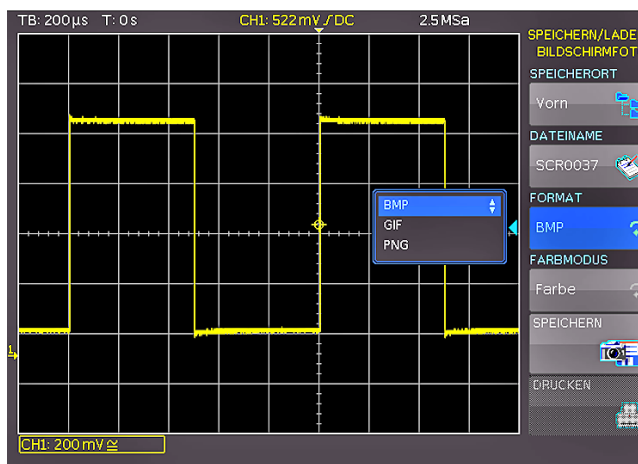 TB: 200µs T: 0s CH1: 522mV / DC 2.5MSa
SPEICHERN/LADE
BILDSCHIRMFOT
SPEICHERORT
Vorn
DATEINAME
SCR0037
FORMAT
BMP
BMP
GIF
PNG
FARBMODUS
Farbe
SPEICHERN
DRUCKEN
1
CH1: 200mV ≅